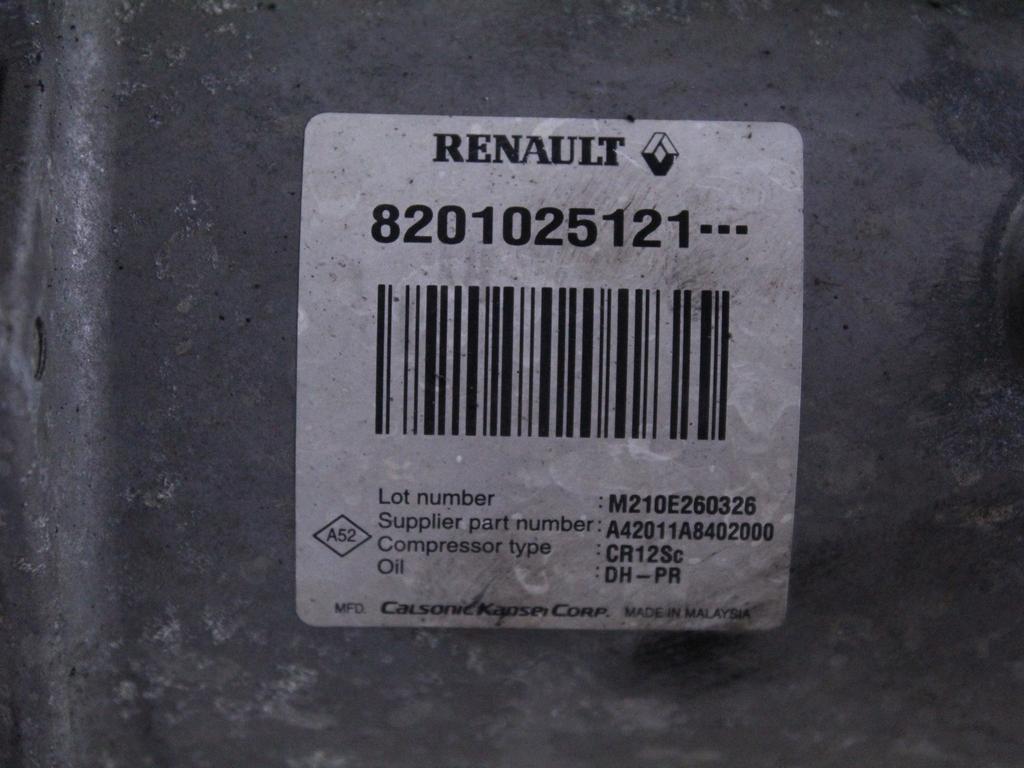 RENAULT
8201025121---
Lot number : M210E260326
Supplier part number : A42011A8402000
A52
Compressor type : CR12Sc
Oil : DH-PR
MFD. CALSONIC KANSEI CORP. MADE IN MALAYSIA